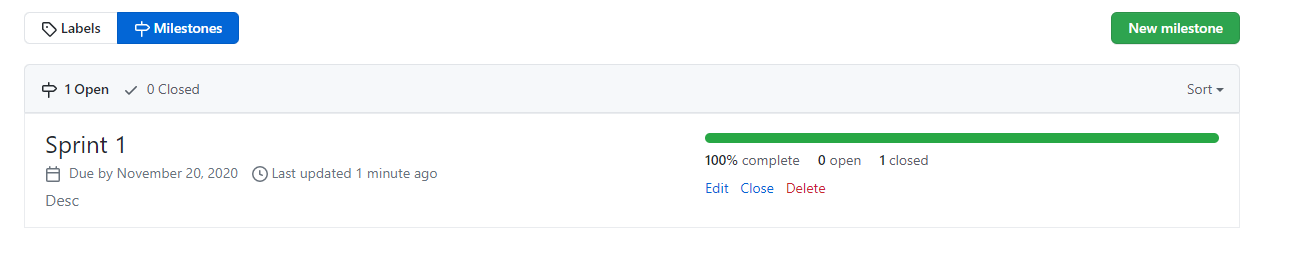 Labels Milestones New milestone
1 Open 0 Closed Sort
Sprint 1
Due by November 20, 2020 Last updated 1 minute ago
Desc
100% complete 0 open 1 closed
Edit Close Delete